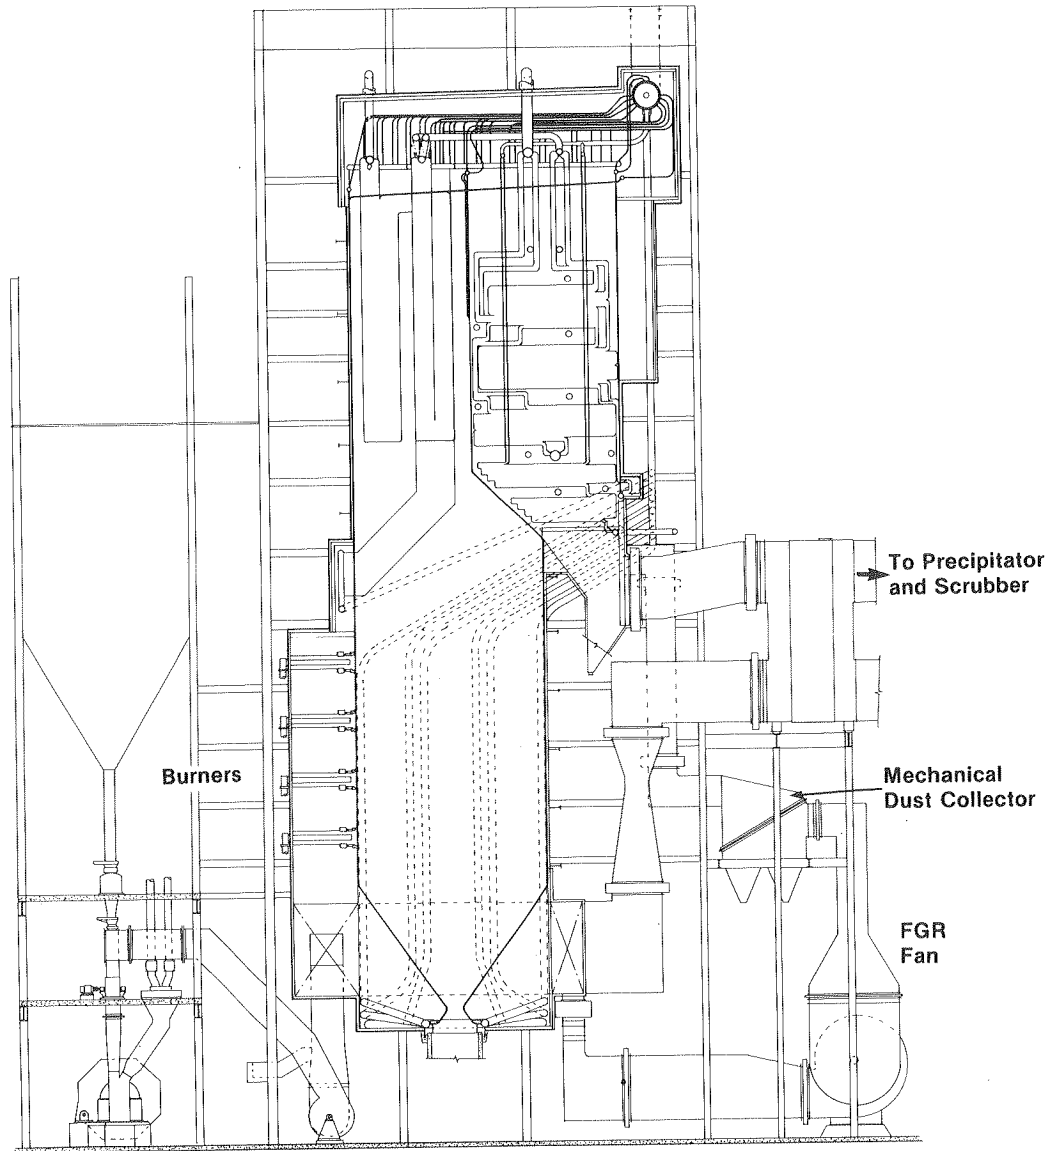 To Precipitator
and Scrubber
Burners
Mechanical
Dust Collector
FGR
Fan